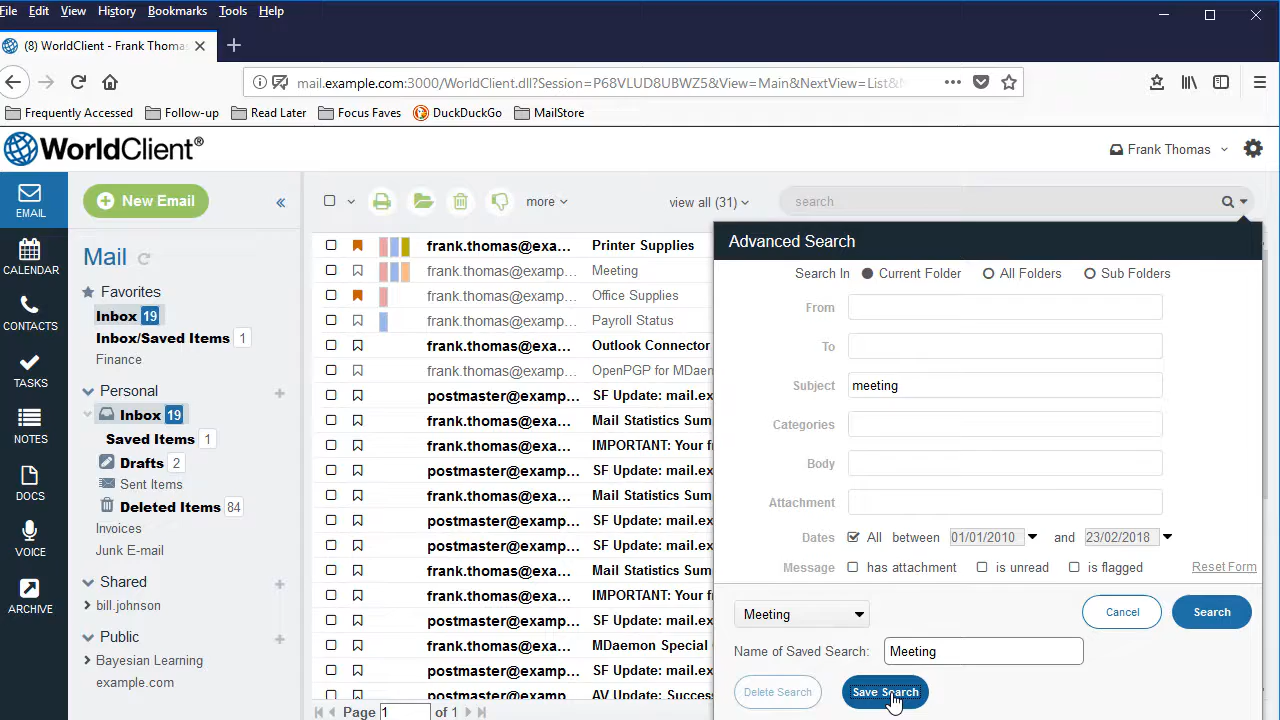 File Edit View History Bookmarks Tools Help
(8) WorldClient - Frank Thoma
mail.example.com:3000/WorldClient.dll?Session=P68VLUD8UBWZ5&View=Main&NextView=List&
Frequently Accessed Follow-up Read Later Focus Faves DuckDuckGo MailStore
WorldClient®
Frank Thomas
EMAIL
CALENDAR
CONTACTS
TASKS
NOTES
DOCS
VOICE
ARCHIVE
New Email
Mail
Favorites
Inbox 19
Inbox/Saved Items 1
Finance
Personal
Inbox 19
Saved Items 1
Drafts 2
Sent Items
Deleted Items 84
Invoices
Junk E-mail
Shared
bill.johnson
Public
Bayesian Learning
example.com
more view all (31) search
frank.thomas@exa... Printer Supplies
frank.thomas@examp... Meeting
frank.thomas@examp... Office Supplies
frank.thomas@examp... Payroll Status
frank.thomas@exa... Outlook Connector
frank.thomas@examp... OpenPGP for MDaem
postmaster@exam... SF Update: mail.ex
frank.thomas@exa... Mail Statistics Sum
frank.thomas@exa... IMPORTANT: Your f
postmaster@exam... SF Update: mail.ex
frank.thomas@exa... Mail Statistics Sum
postmaster@exam... SF Update: mail.ex
postmaster@exam... SF Update: mail.ex
frank.thomas@exa... Mail Statistics Sum
frank.thomas@exa... IMPORTANT: Your f
postmaster@exam... SF Update: mail.ex
frank.thomas@exa... MDaemon Special
postmaster@exam... SF Update: mail.ex
postmaster@exam... AV Update: Succes
Page 1 of 1
Advanced Search
Search In Current Folder All Folders Sub Folders
From
To
Subject meeting
Categories
Body
Attachment
Dates All between 01/01/2010 and 23/02/2018
Message has attachment is unread is flagged Reset Form
Meeting Cancel Search
Name of Saved Search: Meeting
Delete Search Save Search